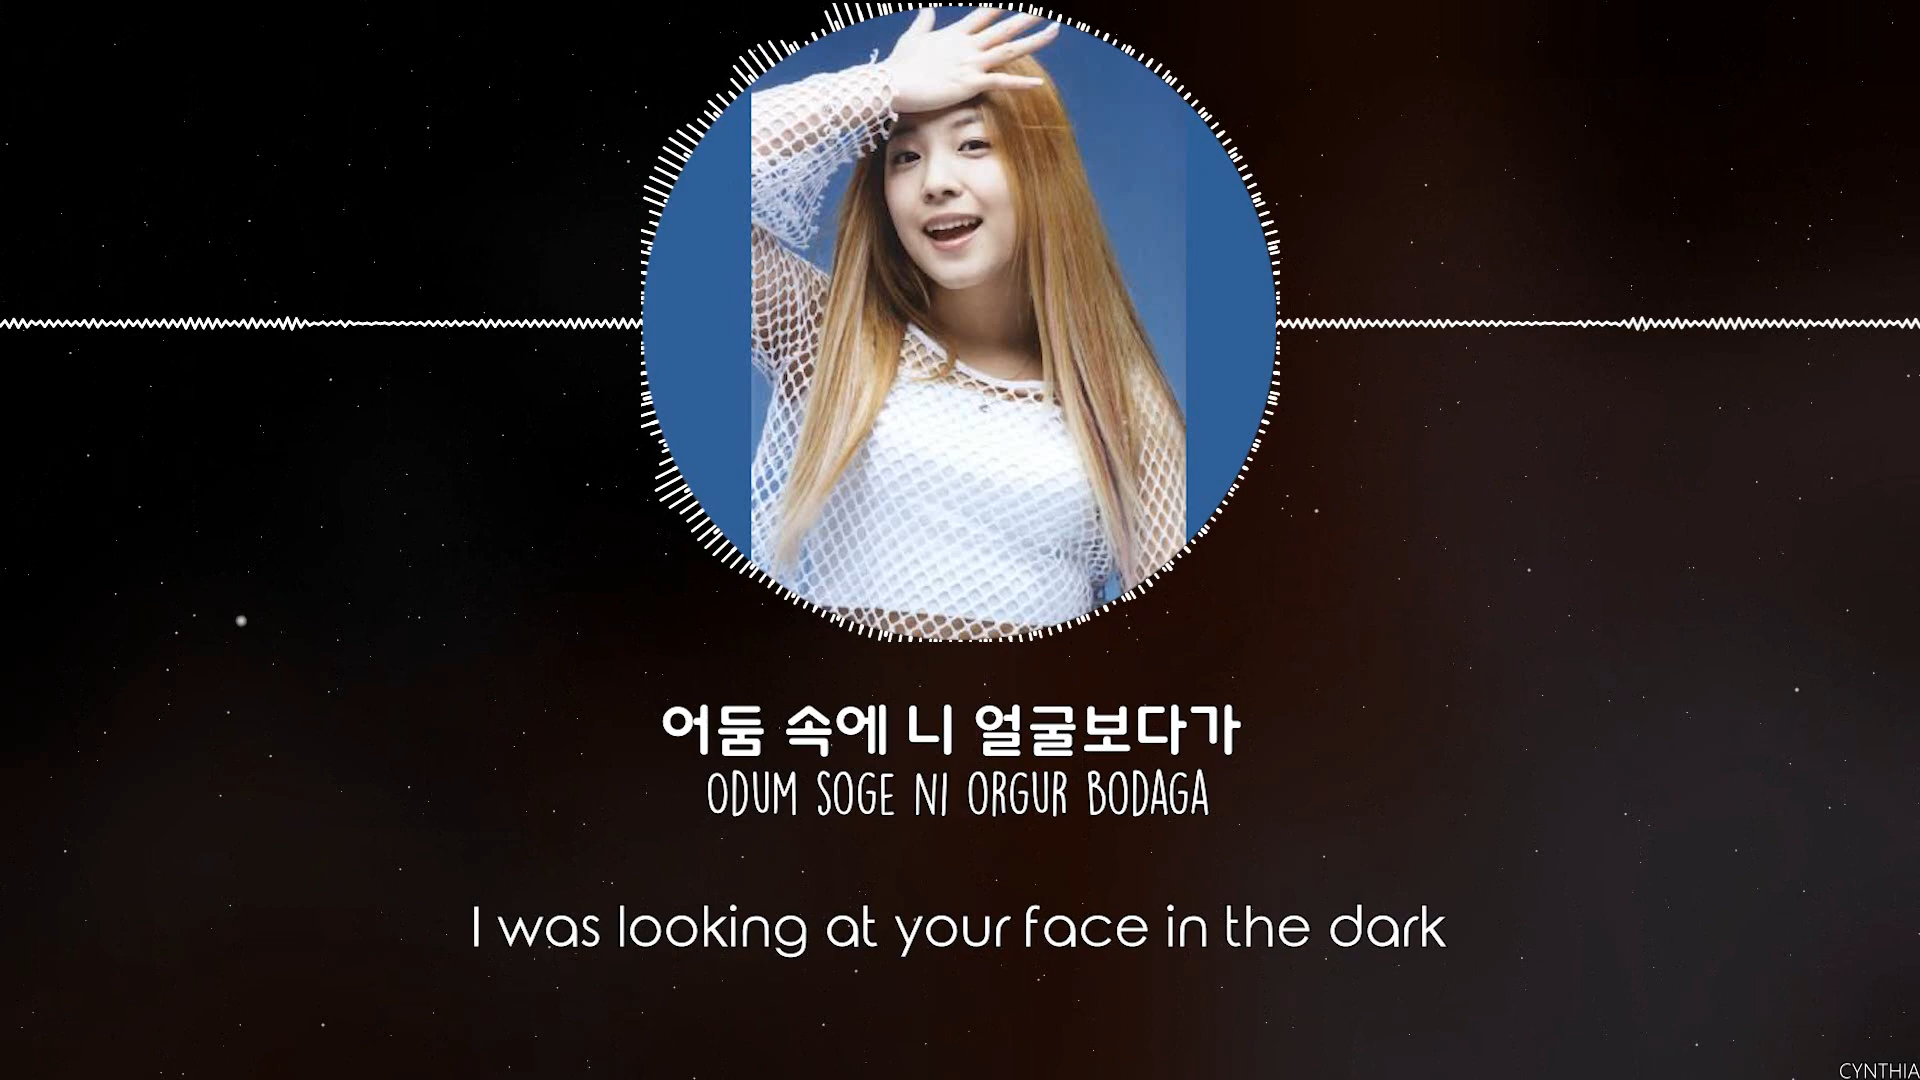 어둠 속에 니 얼굴보다가
ODUM SOGE NI ORGUR BODAGA
I was looking at your face in the dark
CYNTHIA